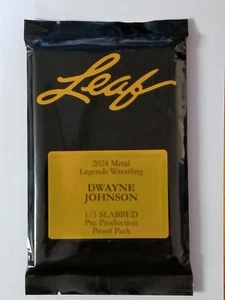 Leaf
2024 Metal
Legends Wrestling
DWAYNE
JOHNSON
1/1 SLABBED
Pre-Production
Proof Pack